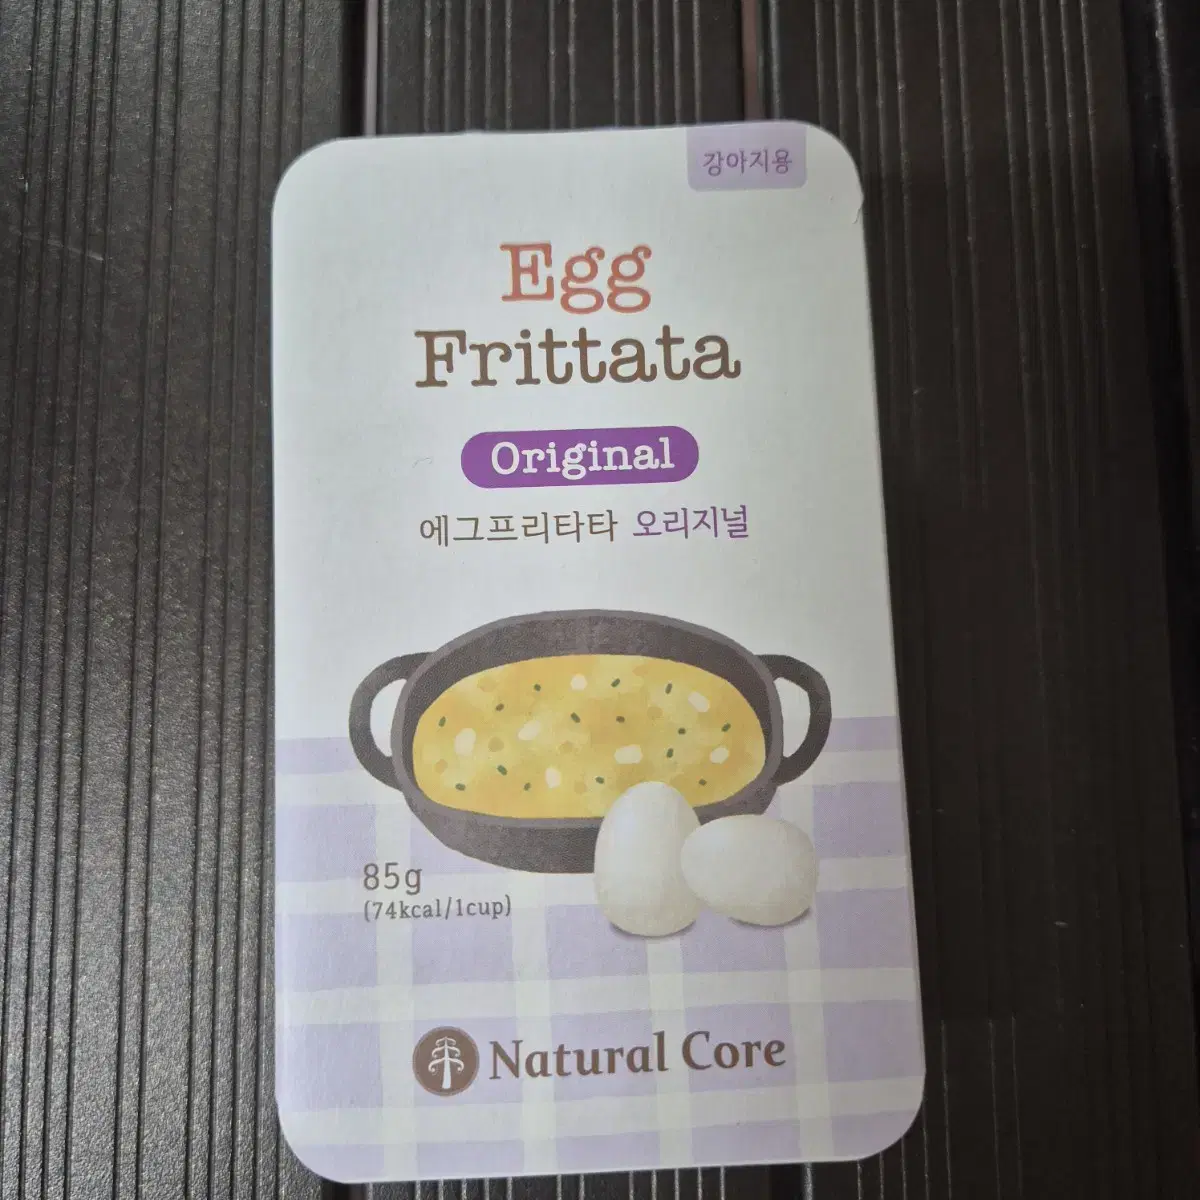 강아지용
Egg
Frittata
Original
에그프리타타 오리지널
85g
(74kcal/1cup)
Natural Core